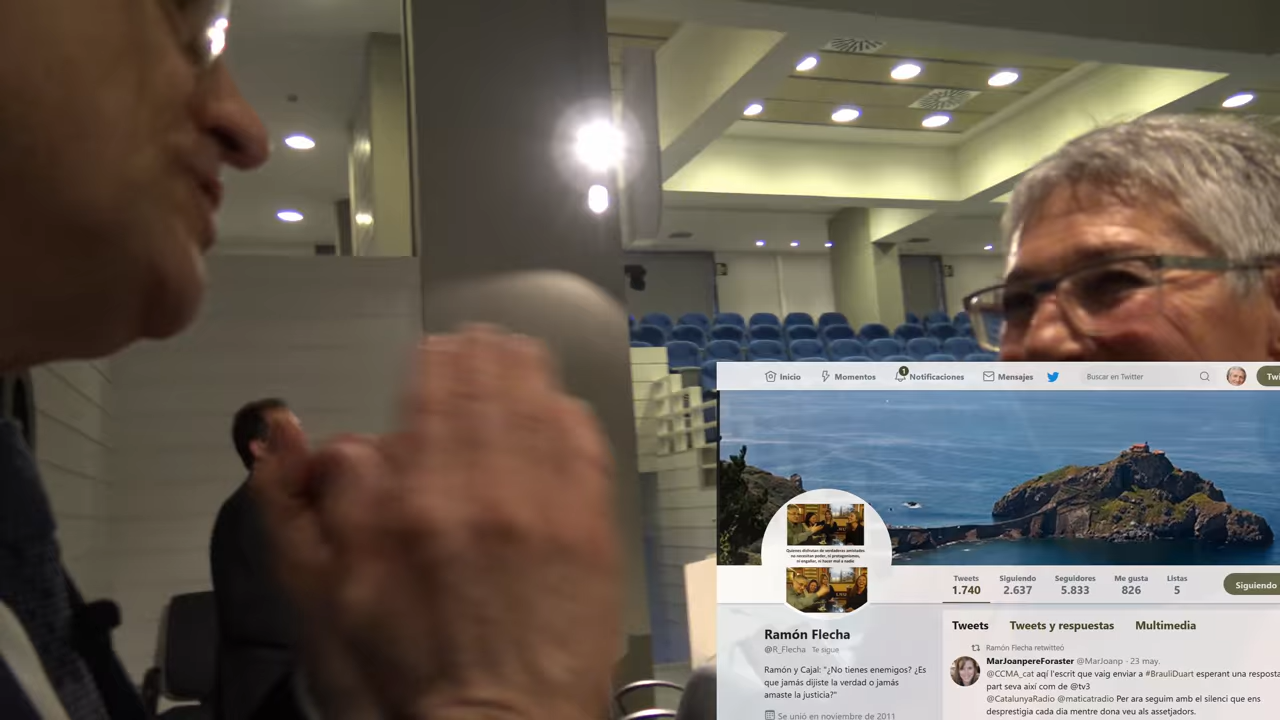 Inicio Momentos 1 Notificaciones Mensajes Buscar en Twitter Twi
Quienes disfrutan de verdaderas amistades
no necesitan poder, ni protagonismo,
ni engañar, ni hacer mal a nadie
Tweets Siguiendo Seguidores Me gusta Listas
1.740 2.637 5.833 826 5
Siguiendo
Ramón Flecha
@R_Flecha Te sigue
Ramón y Cajal: "¿No tienes enemigos? ¿Es
que jamás dijiste la verdad o jamás
amaste la justicia?"
Se unió en noviembre de 2011
Tweets Tweets y respuestas Multimedia
Ramón Flecha retwitteó
MarJoanpereForaster @MarJoanp · 23 may.
@CCMA_cat aqí l'escrit que vaig enviar a #BrauliDuart esperant una resposta
part seva així com de @tv3
@CatalunyaRadio @maticatradio Per ara seguim amb el silenci que ens
desprestigia cada dia mentre dona veu als assetjadors.